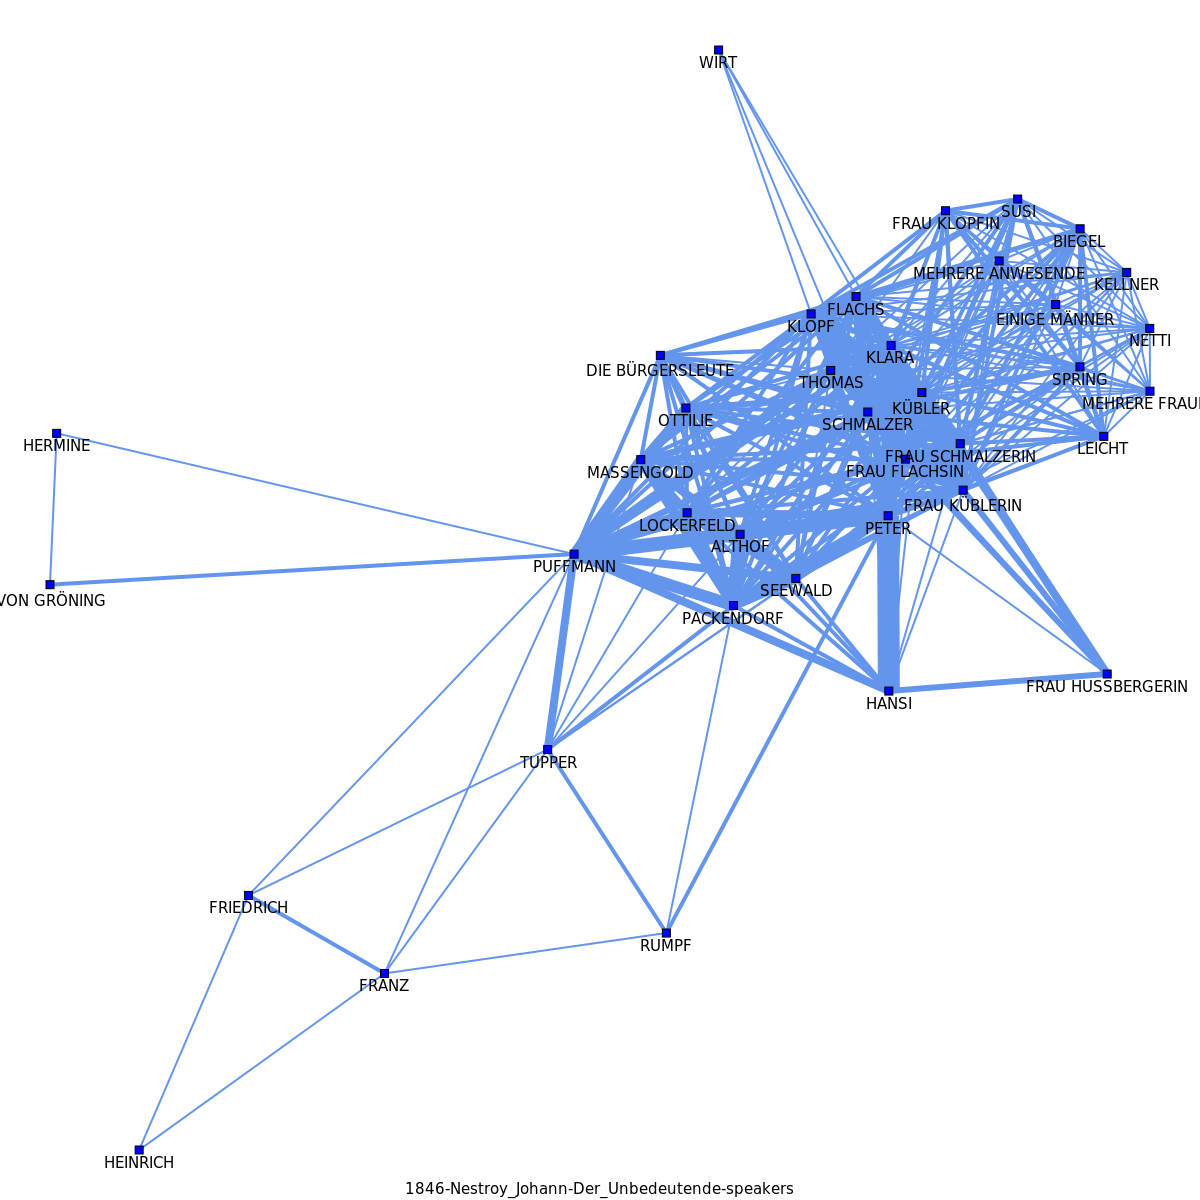 WIRT
SUSI
FRAU KLOPFIN
BIEGEL
MEHRERE ANWESENDE
KELLNER
FLACHS
EINIGE MÄNNER
KLOPF
NETTI
KLARA
DIE BÜRGERSLEUTE
THOMAS
SPRING
MEHRERE FRAUE
KÜBLER
OTTILIE
SCHMALZER
HERMINE
LEICHT
FRAU SCHMALZERIN
MASSENGOLD
FRAU FLACHSIN
FRAU KÜBLERIN
LOCKERFELD
PETER
ALTHOF
PUFFMANN
SEEWALD
VON GRÖNING
PACKENDORF
FRAU HUSSBERGERIN
HANSI
TUPPER
FRIEDRICH
RUMPF
FRANZ
HEINRICH
1846-Nestroy_Johann-Der_Unbedeutende-speakers